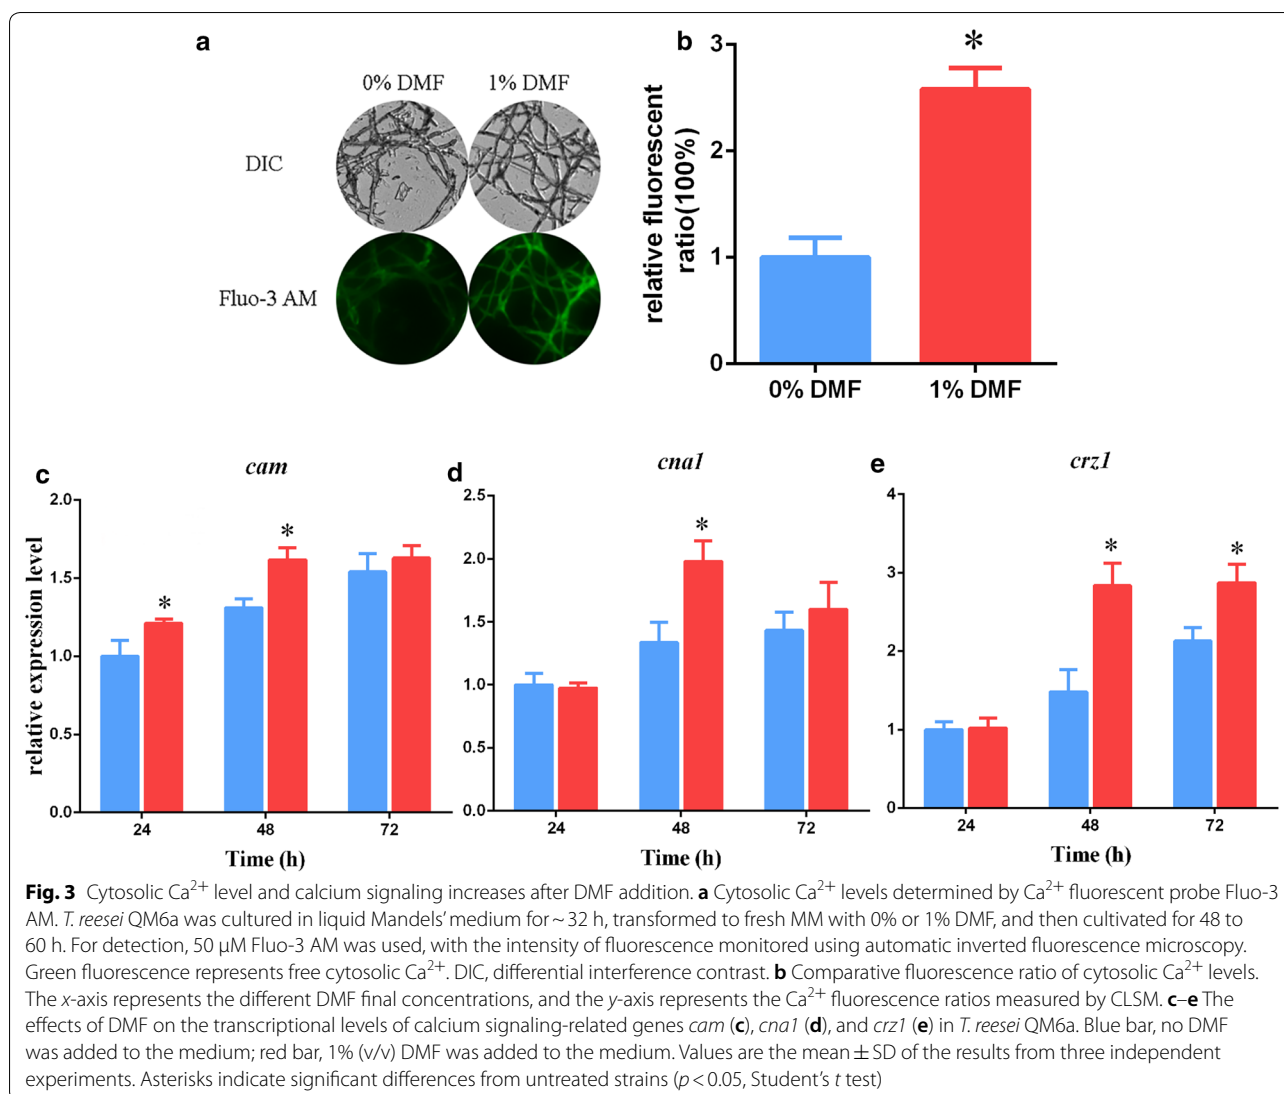 a
0% DMF
1% DMF
DIC
Fluo-3 AM
b
relative fluorescent
ratio(100%)
3
2
1
0
*
0% DMF
1% DMF
c
cam
relative expression level
2.0
1.5
1.0
0.5
0.0
*
*
24
48
72
Time (h)
d
cna1
2.5
2.0
1.5
1.0
0.5
0.0
*
24
48
72
Time (h)
e
crz1
4
3
2
1
0
*
*
24
48
72
Time (h)
Fig. 3 Cytosolic Ca²⁺ level and calcium signaling increases after DMF addition. a Cytosolic Ca²⁺ levels determined by Ca²⁺ fluorescent probe Fluo-3
AM. T. reesei QM6a was cultured in liquid Mandels’ medium for ~ 32 h, transformed to fresh MM with 0% or 1% DMF, and then cultivated for 48 to
60 h. For detection, 50 µM Fluo-3 AM was used, with the intensity of fluorescence monitored using automatic inverted fluorescence microscopy.
Green fluorescence represents free cytosolic Ca²⁺. DIC, differential interference contrast. b Comparative fluorescence ratio of cytosolic Ca²⁺ levels.
The x-axis represents the different DMF final concentrations, and the y-axis represents the Ca²⁺ fluorescence ratios measured by CLSM. c–e The
effects of DMF on the transcriptional levels of calcium signaling-related genes cam (c), cna1 (d), and crz1 (e) in T. reesei QM6a. Blue bar, no DMF
was added to the medium; red bar, 1% (v/v) DMF was added to the medium. Values are the mean ± SD of the results from three independent
experiments. Asterisks indicate significant differences from untreated strains (p < 0.05, Student’s t test)